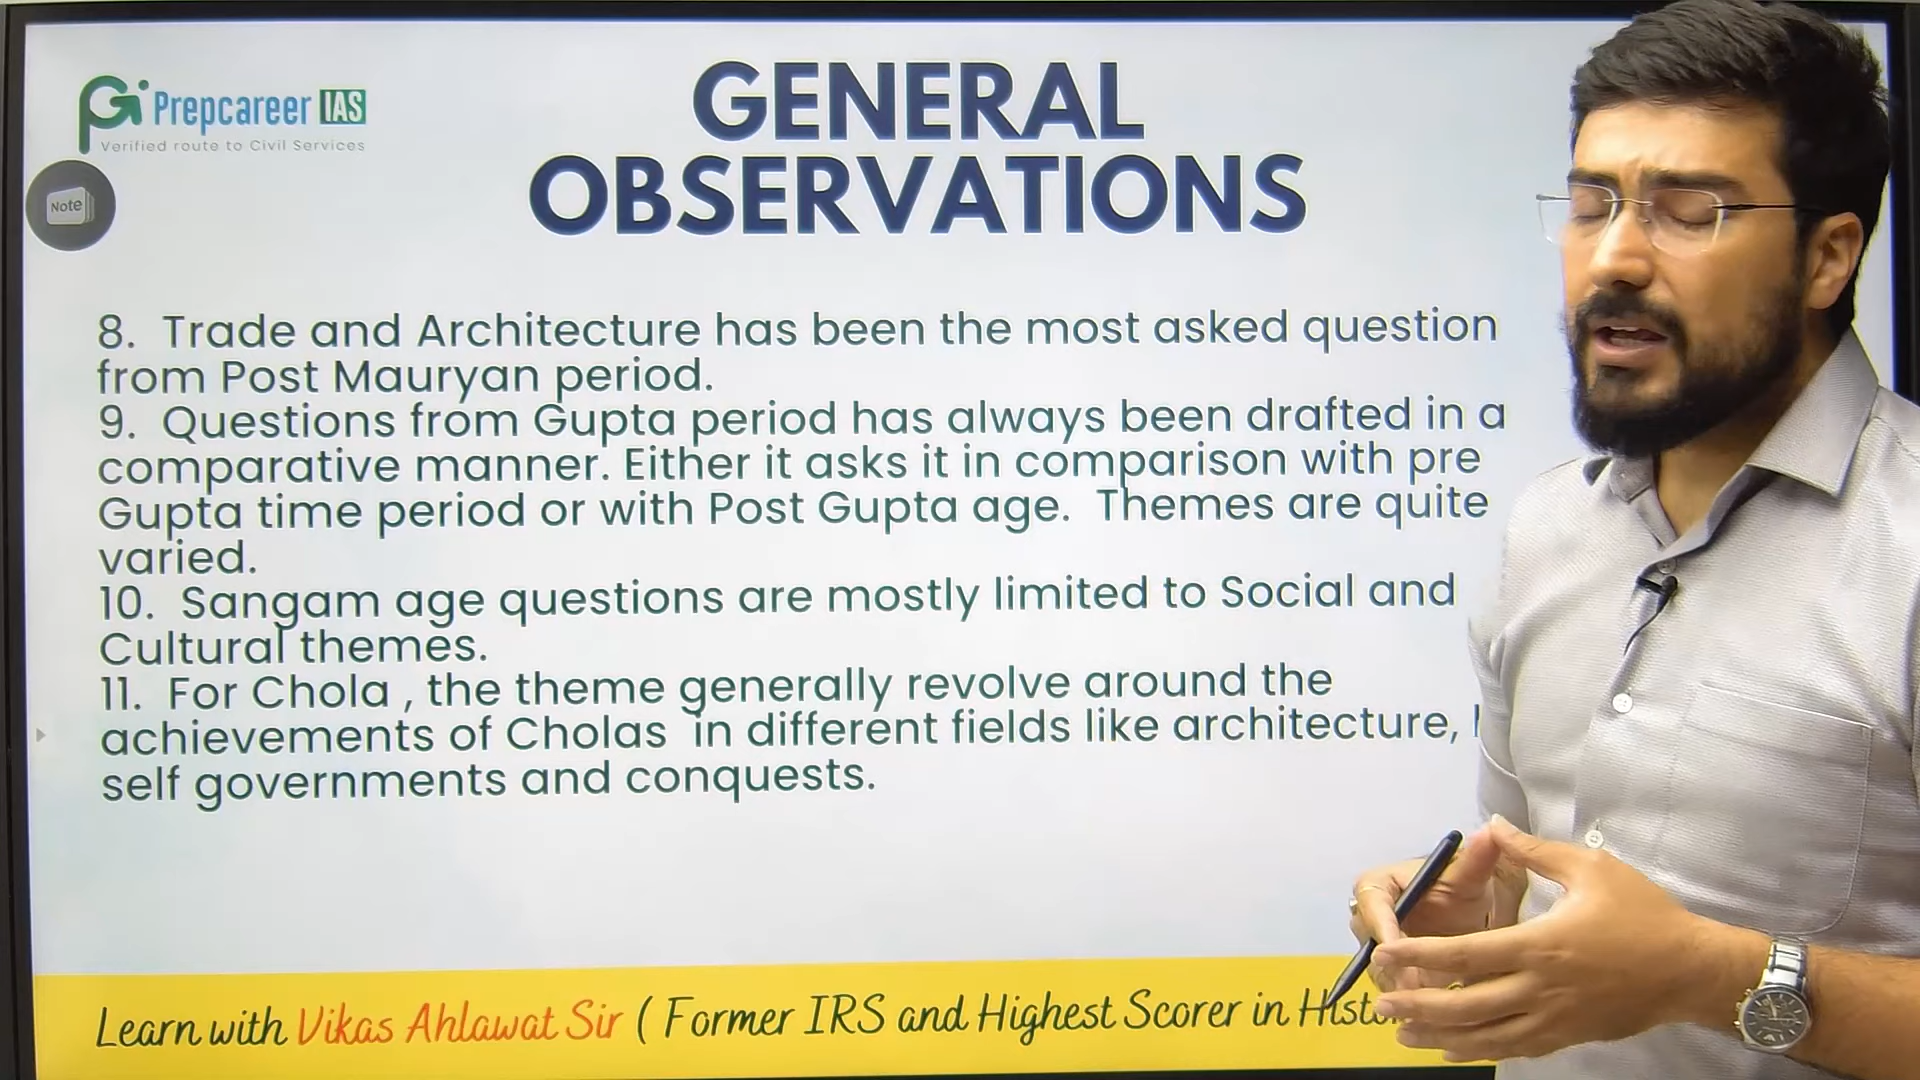 Prepcareer IAS
Verified route to Civil Services
Note
GENERAL
OBSERVATIONS
8. Trade and Architecture has been the most asked question
from Post Mauryan period.
9. Questions from Gupta period has always been drafted in a
comparative manner. Either it asks it in comparison with pre
Gupta time period or with Post Gupta age. Themes are quite
varied.
10. Sangam age questions are mostly limited to Social and
Cultural themes.
11. For Chola , the theme generally revolve around the
achievements of Cholas in different fields like architecture,
self governments and conquests.
Learn with Vikas Ahlawat Sir ( Former IRS and Highest Scorer in